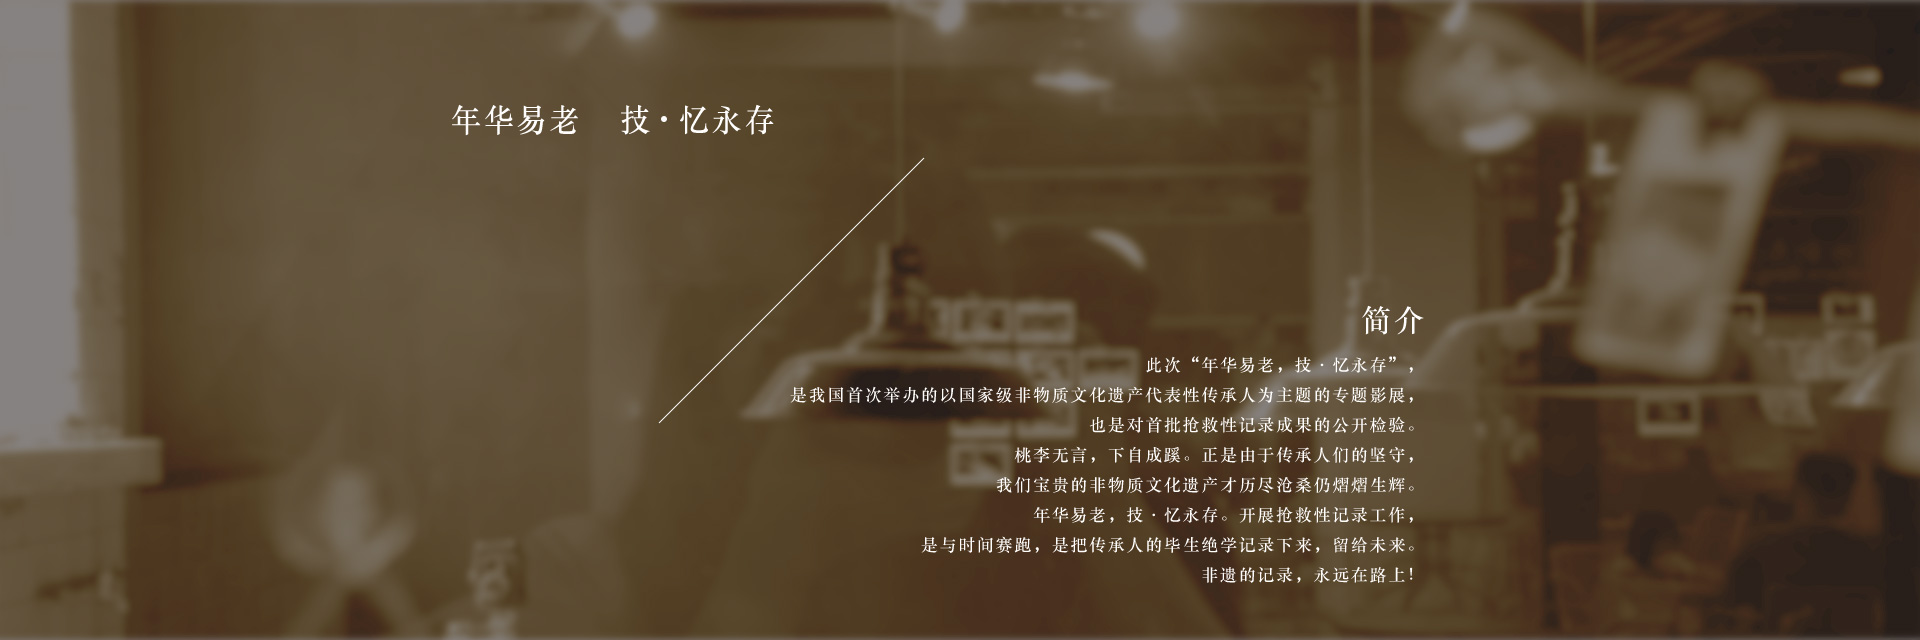 年华易老　技·忆永存
简介
此次“年华易老，技·忆永存”，
是我国首次举办的以国家级非物质文化遗产代表性传承人为主题的专题影展，
也是对首批抢救性记录成果的公开检验。
桃李无言，下自成蹊。正是由于传承人们的坚守，
我们宝贵的非物质文化遗产才历尽沧桑仍熠熠生辉。
年华易老，技·忆永存。开展抢救性记录工作，
是与时间赛跑，是把传承人的毕生绝学记录下来，留给未来。
非遗的记录，永远在路上！